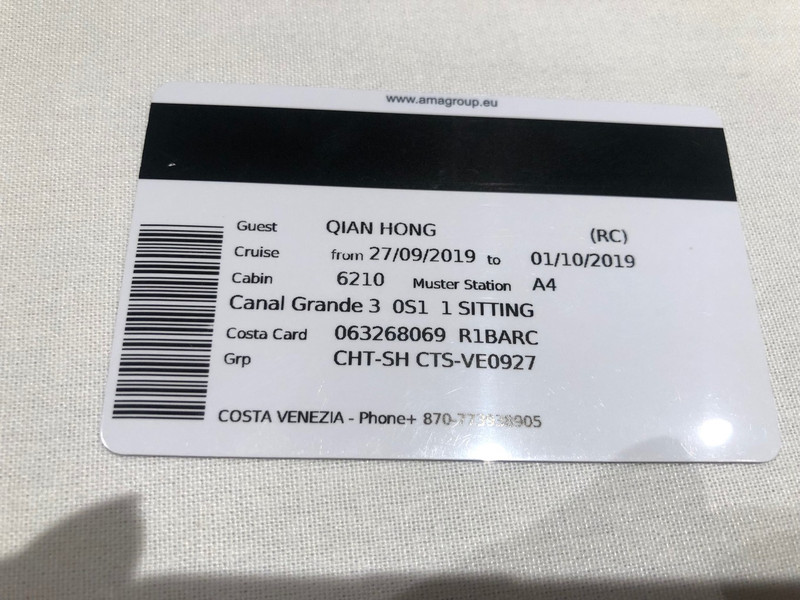 www.amagroup.eu
Guest QIAN HONG (RC)
Cruise from 27/09/2019 to 01/10/2019
Cabin 6210 Muster Station A4
Canal Grande 3 0S1 1 SITTING
Costa Card 063268069 R1BARC
Grp CHT-SH CTS-VE0927
COSTA VENEZIA - Phone+ 870-